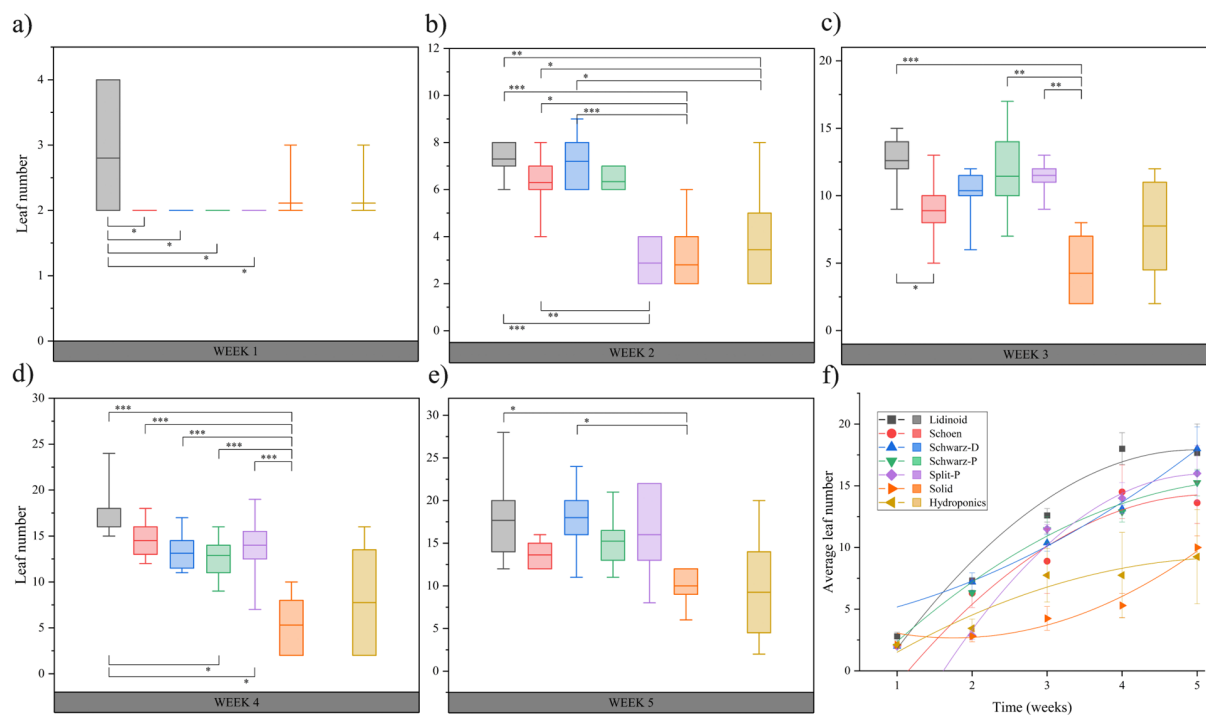 a)
Leaf number
4
3
2
1
0
*
*
*
*
WEEK 1
b)
12
10
8
6
4
2
0
**
*
*
***
*
***
**
***
WEEK 2
c)
20
15
10
5
0
***
**
**
*
WEEK 3
d)
Leaf number
30
25
20
15
10
5
0
***
***
***
***
***
*
*
WEEK 4
e)
30
25
20
15
10
5
0
*
*
WEEK 5
f)
Average leaf number
20
15
10
5
0
Lidinoid
Schoen
Schwarz-D
Schwarz-P
Split-P
Solid
Hydroponics
1 2 3 4 5
Time (weeks)